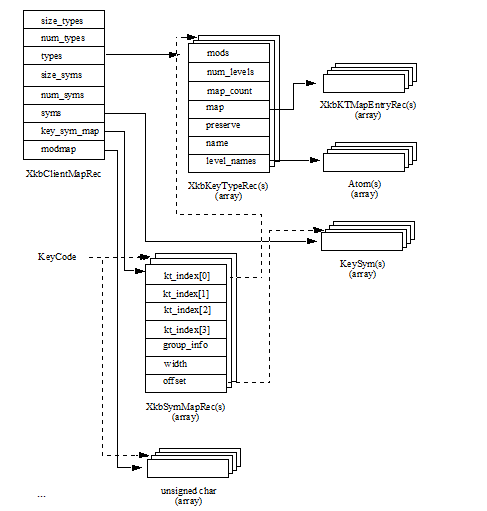 size_types
num_types
types
size_syms
num_syms
syms
key_sym_map
modmap
XkbClientMapRec
mods
num_levels
map_count
map
preserve
name
level_names
XkbKeyTypeRec(s)
(array)
XkbKTMapEntryRec(s)
(array)
Atom(s)
(array)
KeySym(s)
(array)
KeyCode
kt_index[0]
kt_index[1]
kt_index[2]
kt_index[3]
group_info
width
offset
XkbSymMapRec(s)
(array)
unsigned char
(array)
...